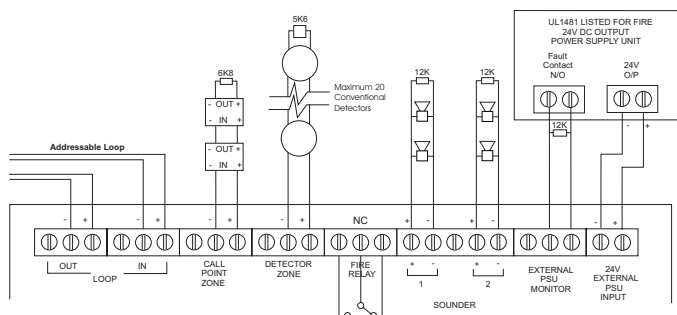 5K6
UL1481 LISTED FOR FIRE
24V DC OUTPUT
POWER SUPPLY UNIT
Fault
Contact
N/O
24V
O/P
6K8
12K
12K
Maximum 20
Conventional
Detectors
- OUT +
- IN +
- OUT +
- IN +
12K
- +
Addressable Loop
- +
- +
- +
- +
NC
+ -
+ -
- +
OUT
IN
LOOP
CALL
POINT
ZONE
DETECTOR
ZONE
FIRE
RELAY
+ -
1
+ -
2
SOUNDER
EXTERNAL
PSU
MONITOR
24V
EXTERNAL
PSU
INPUT